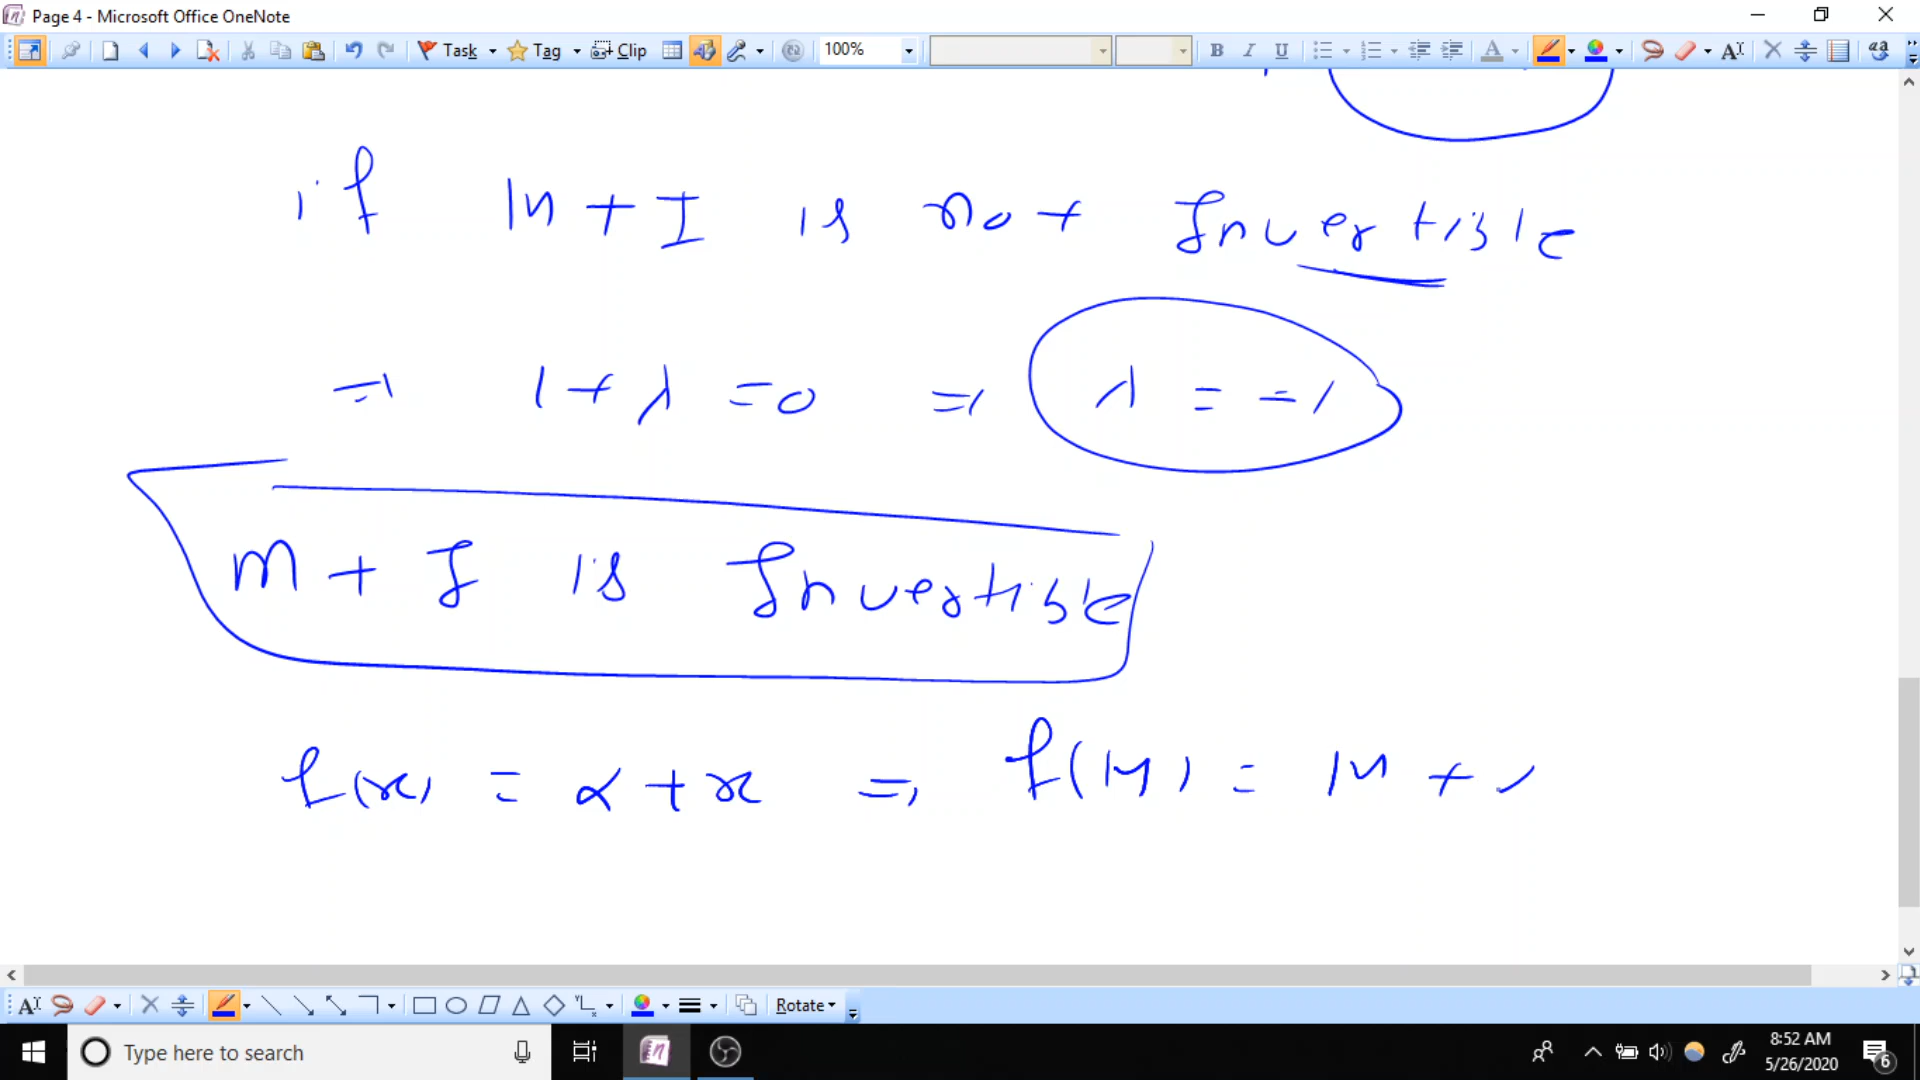 Page 4 - Microsoft Office OneNote
Task Tag Clip 100% B I U A
if M + I is not Invertible
⇒ 1 + λ = 0 ⇒ λ = -1
M + I is Invertible
f(x) = α + x ⇒ f(M) = M +
Rotate
Type here to search
8:52 AM
5/26/2020
6